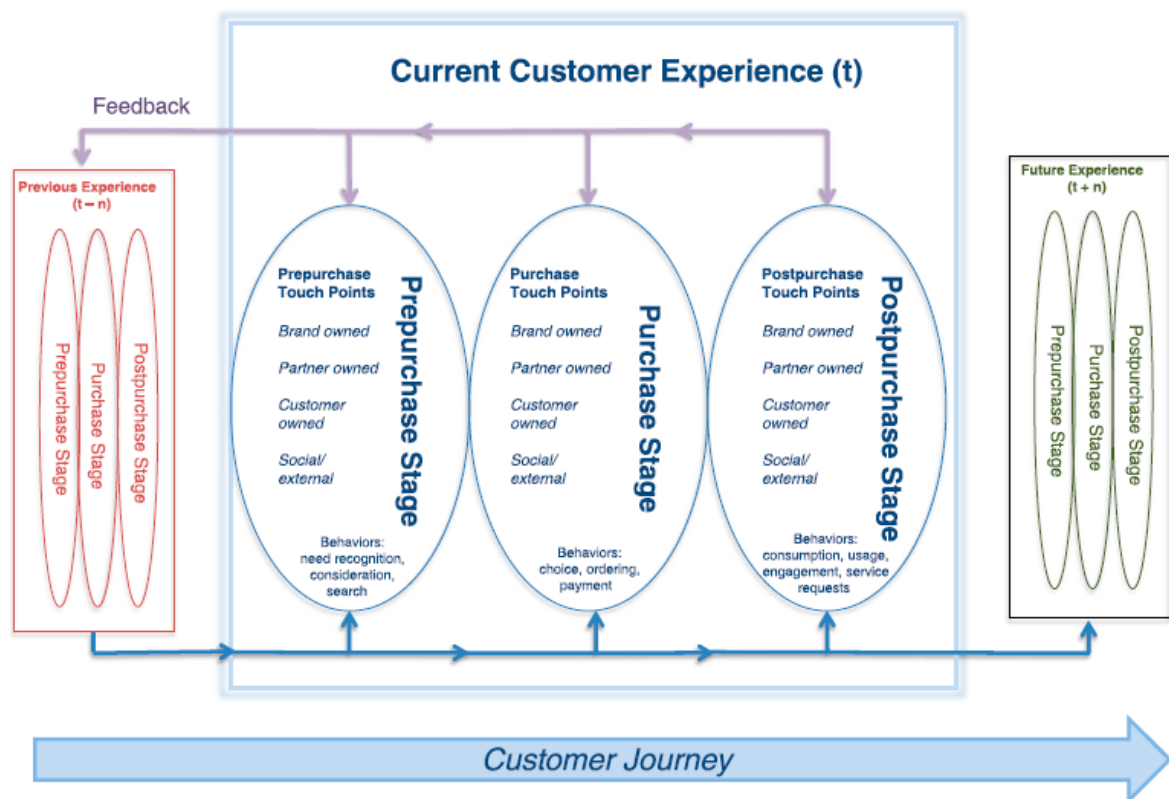 Current Customer Experience (t)
Feedback
Previous Experience
(t – n)
Prepurchase Stage
Purchase Stage
Postpurchase Stage
Prepurchase
Touch Points
Brand owned
Partner owned
Customer
owned
Social/
external
Prepurchase Stage
Behaviors:
need recognition,
consideration,
search
Purchase
Touch Points
Brand owned
Partner owned
Customer
owned
Social/
external
Purchase Stage
Behaviors:
choice, ordering,
payment
Postpurchase
Touch Points
Brand owned
Partner owned
Customer
owned
Social/
external
Postpurchase Stage
Behaviors:
consumption, usage,
engagement, service
requests
Future Experience
(t + n)
Prepurchase Stage
Purchase Stage
Postpurchase Stage
Customer Journey